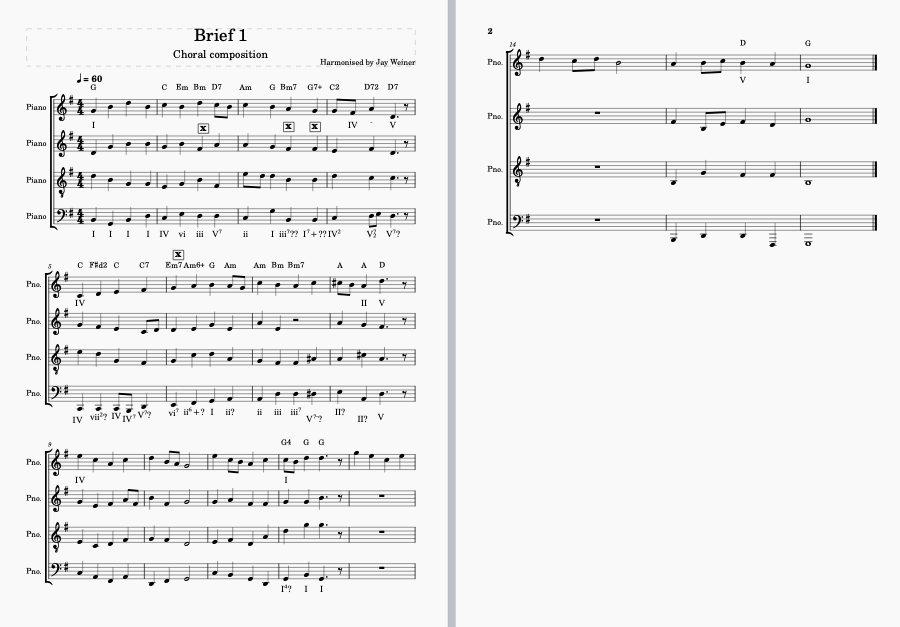 Brief 1
Choral composition
Harmonised by Jay Weiner
= 60
G C Em Bm D7 Am G Bm7 G7+ C2 D72 D7
Piano
I IV - V
X X X
Piano
Piano
Piano
I I I I IV vi iii V7 ii I iii7?? I7+?? IV2 V7?
X
5
C F#d2 C C7 Em7 Am6+ G Am Am Bm Bm7 A A D
Pno.
IV II V
Pno.
Pno.
Pno.
IV vii2? IV IV7 V7? vi7 ii6+? I ii? ii iii iii7 V7? II? II? V
9
G4 G G
Pno.
IV I
Pno.
Pno.
Pno.
I4? I I
2
14
D G
Pno.
V I
Pno.
Pno.
Pno.